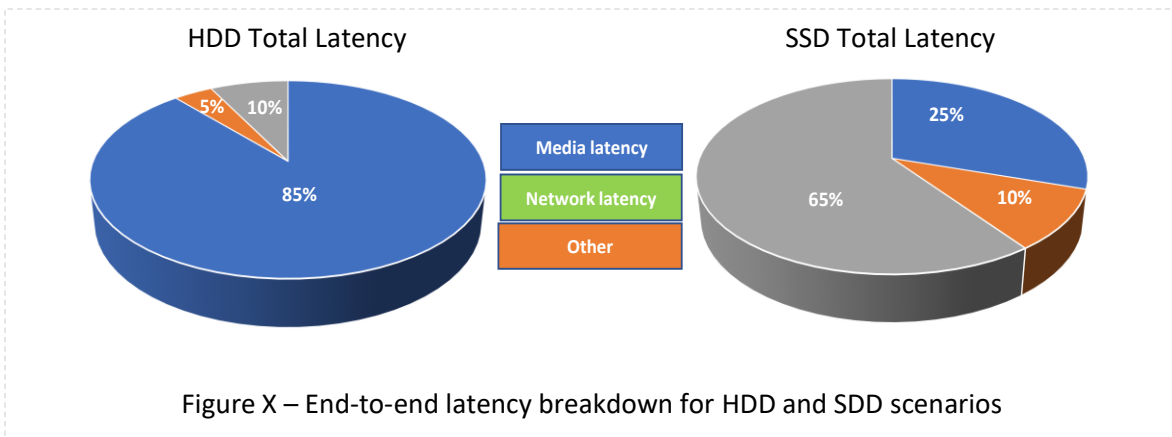 HDD Total Latency
SSD Total Latency
5%
10%
85%
Media latency
Network latency
Other
25%
10%
65%
Figure X – End-to-end latency breakdown for HDD and SDD scenarios